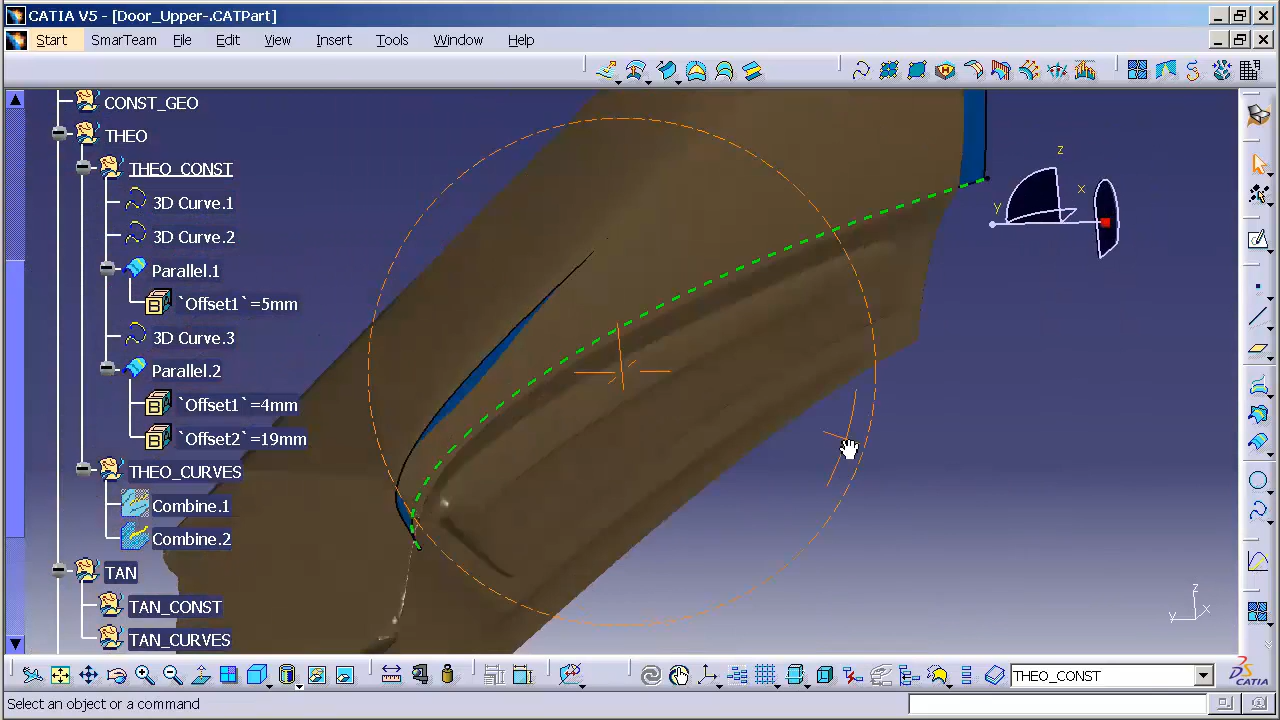 CATIA V5 - [Door_Upper-.CATPart]
Start SmarTeam File Edit View Insert Tools Window Help
CONST_GEO
THEO
THEO_CONST
3D Curve.1
3D Curve.2
Parallel.1
`Offset1`=5mm
3D Curve.3
Parallel.2
`Offset1`=4mm
`Offset2`=19mm
THEO_CURVES
Combine.1
Combine.2
TAN
TAN_CONST
TAN_CURVES
z
x
y
z
y x
THEO_CONST
CATIA
Select an object or a command